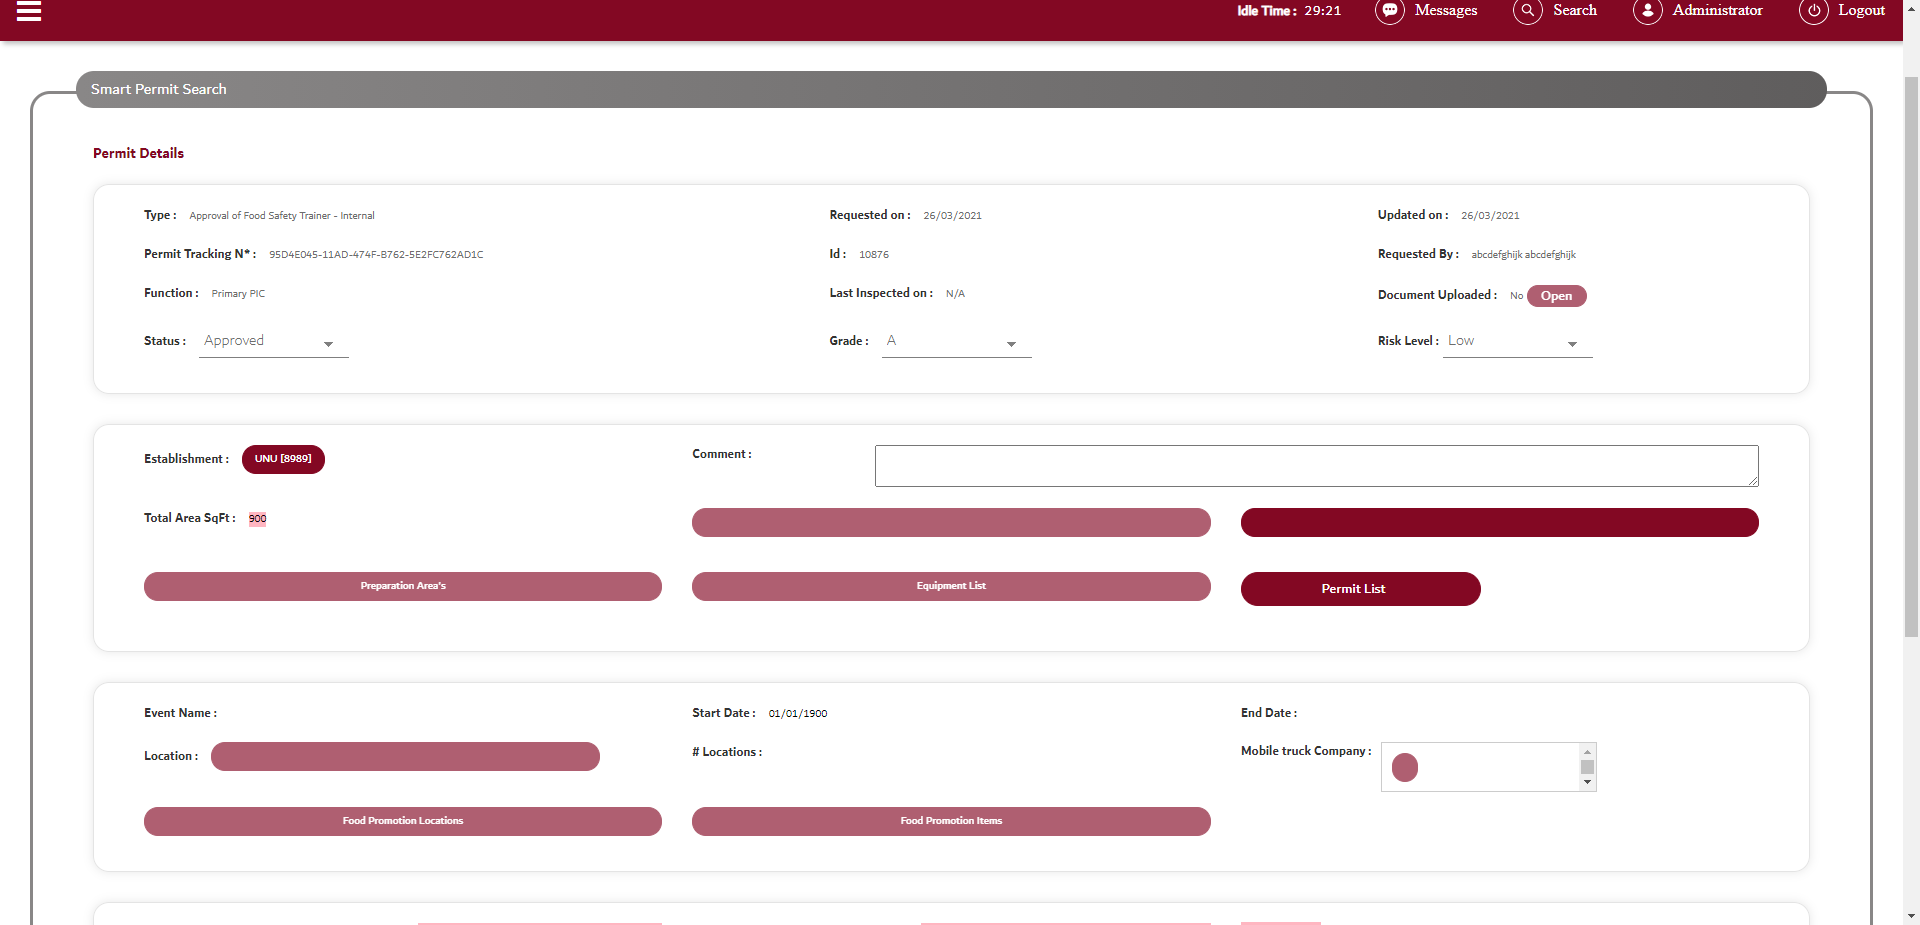 Idle Time : 29:21 Messages Search Administrator Logout
Smart Permit Search
Permit Details
Type : Approval of Food Safety Trainer - Internal Requested on : 26/03/2021 Updated on : 26/03/2021
Permit Tracking N* : 95D4E045-11AD-474F-B762-5E2FC762AD1C Id : 10876 Requested By : abcdefghijk abcdefghijk
Function : Primary PIC Last Inspected on : N/A Document Uploaded : No Open
Status : Approved Grade : A Risk Level : Low
Establishment : UNU [8989] Comment :
Total Area SqFt : 900
Preparation Area's Equipment List Permit List
Event Name : Start Date : 01/01/1900 End Date :
Location : # Locations : Mobile truck Company :
Food Promotion Locations Food Promotion Items